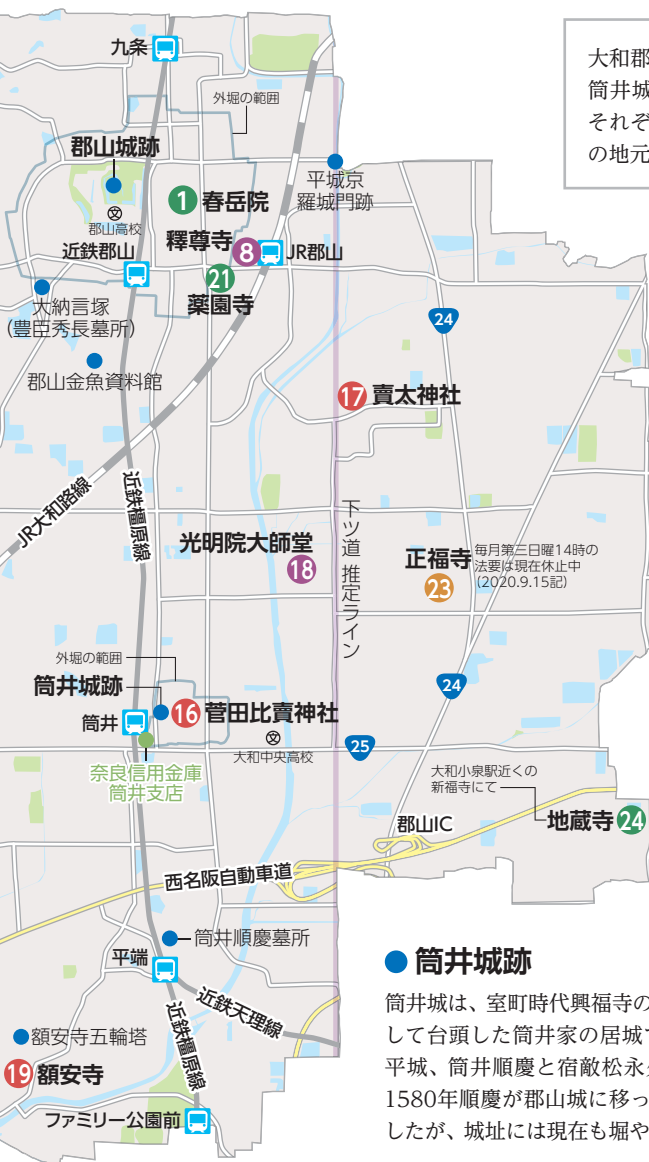 九条
大和郡
筒井城
それぞ
の地元
外堀の範囲
郡山城跡
文
郡山高校
1 春岳院
平城京
羅城門跡
釋尊寺
8 JR郡山
近鉄郡山
21
薬園寺
大納言塚
(豊臣秀長墓所)
24
郡山金魚資料館
17 賣太神社
JR大和路線
近鉄橿原線
下ツ道 推定ライン
光明院大師堂
18
正福寺
23
毎月第三日曜14時の
法要は現在休止中
(2020.9.15記)
外堀の範囲
筒井城跡
筒井
16 菅田比賣神社
文
大和中央高校
24
25
奈良信用金庫
筒井支店
大和小泉駅近くの
新福寺にて
地蔵寺 24
郡山IC
西名阪自動車道
筒井順慶墓所
平端
近鉄天理線
近鉄橿原線
額安寺五輪塔
19 額安寺
ファミリー公園前
● 筒井城跡
筒井城は、室町時代興福寺の
して台頭した筒井家の居城
平城、筒井順慶と宿敵松永
1580年順慶が郡山城に移っ
したが、城址には現在も堀や